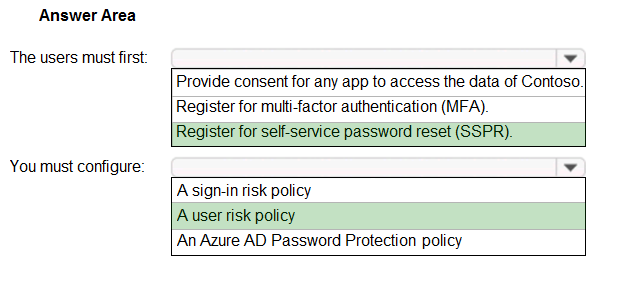 Answer Area
The users must first:
Provide consent for any app to access the data of Contoso.
Register for multi-factor authentication (MFA).
Register for self-service password reset (SSPR).
You must configure:
A sign-in risk policy
A user risk policy
An Azure AD Password Protection policy